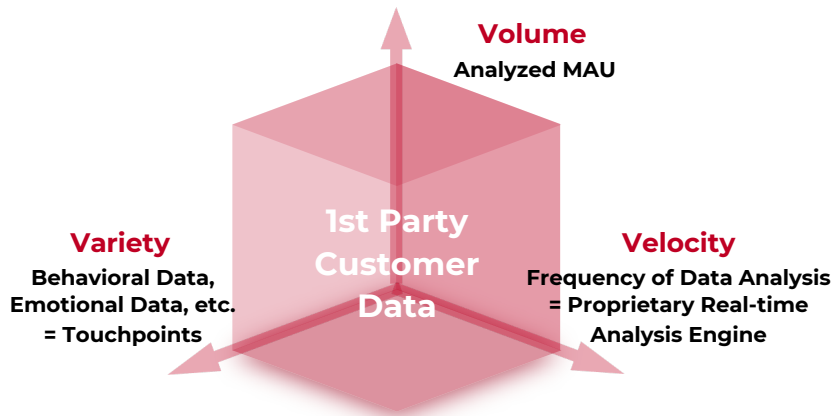 Volume
Analyzed MAU
1st Party
Customer
Data
Variety
Behavioral Data,
Emotional Data, etc.
= Touchpoints
Velocity
Frequency of Data Analysis
= Proprietary Real-time
Analysis Engine